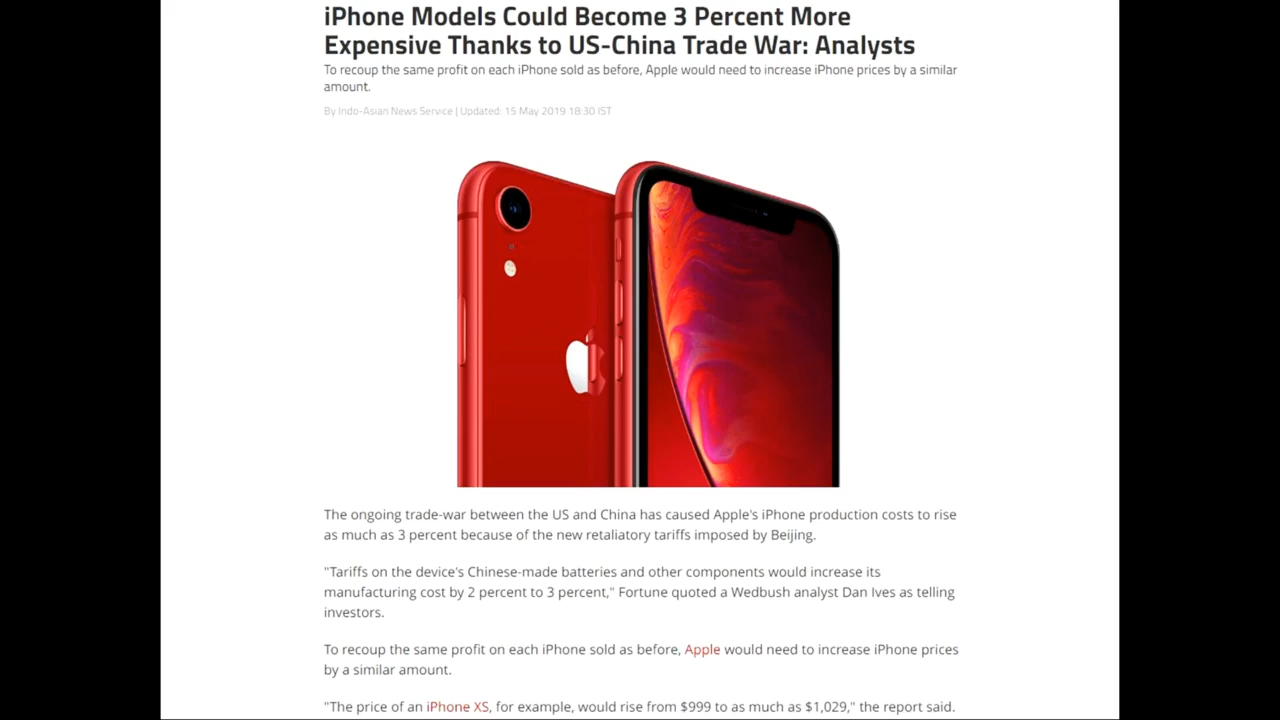 iPhone Models Could Become 3 Percent More
Expensive Thanks to US-China Trade War: Analysts
To recoup the same profit on each iPhone sold as before, Apple would need to increase iPhone prices by a similar
amount.
By Indo-Asian News Service | Updated: 15 May 2019 18:30 IST
The ongoing trade-war between the US and China has caused Apple's iPhone production costs to rise
as much as 3 percent because of the new retaliatory tariffs imposed by Beijing.
"Tariffs on the device's Chinese-made batteries and other components would increase its
manufacturing cost by 2 percent to 3 percent," Fortune quoted a Wedbush analyst Dan Ives as telling
investors.
To recoup the same profit on each iPhone sold as before, Apple would need to increase iPhone prices
by a similar amount.
"The price of an iPhone XS, for example, would rise from $999 to as much as $1,029," the report said.